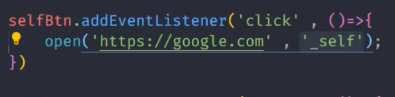 selfBtn.addEventListener('click' , ()=>{
open('https://google.com' , '_self');
})